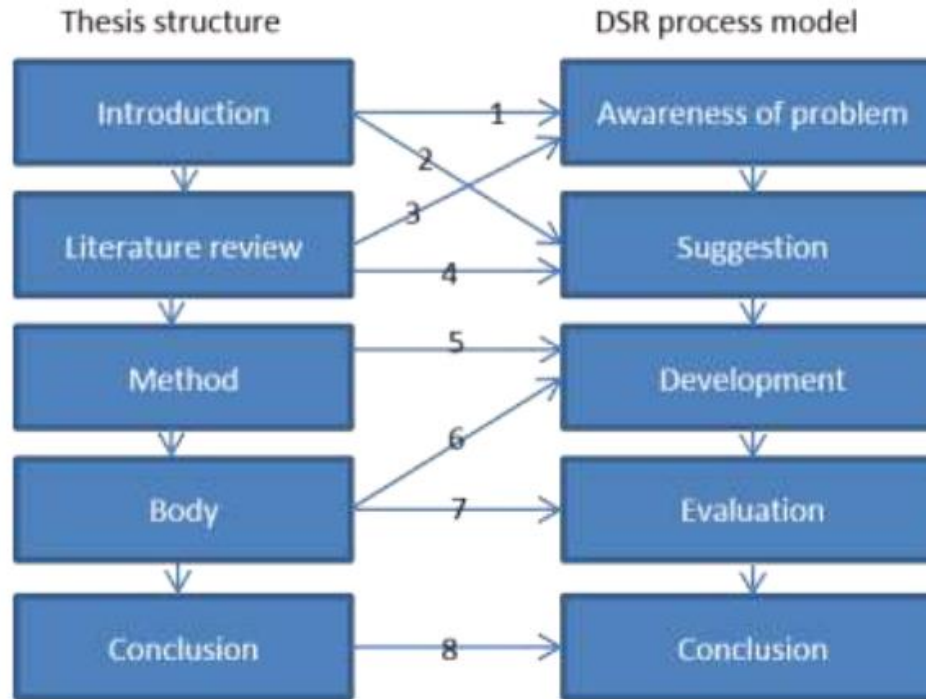 Thesis structure
DSR process model
Introduction
1
Awareness of problem
2
3
Literature review
4
Suggestion
Method
5
Development
6
Body
7
Evaluation
Conclusion
8
Conclusion